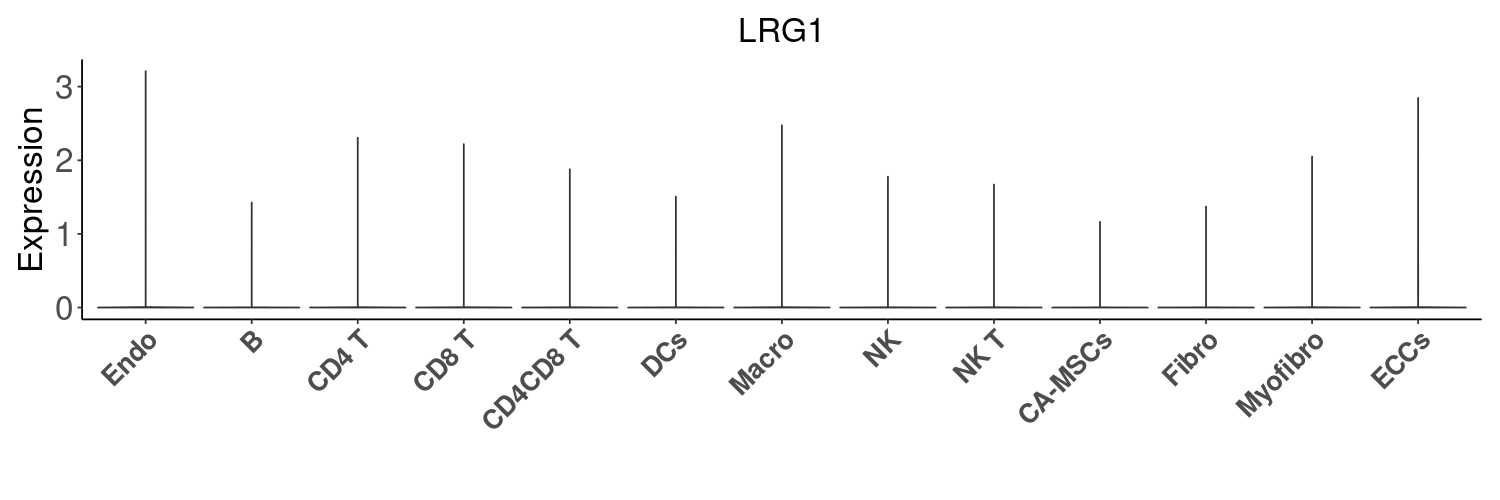 LRG1
Expression
3
2
1
0
Endo
B
CD4 T
CD8 T
CD4CD8 T
DCs
Macro
NK
NK T
CA-MSCs
Fibro
Myofibro
ECCs